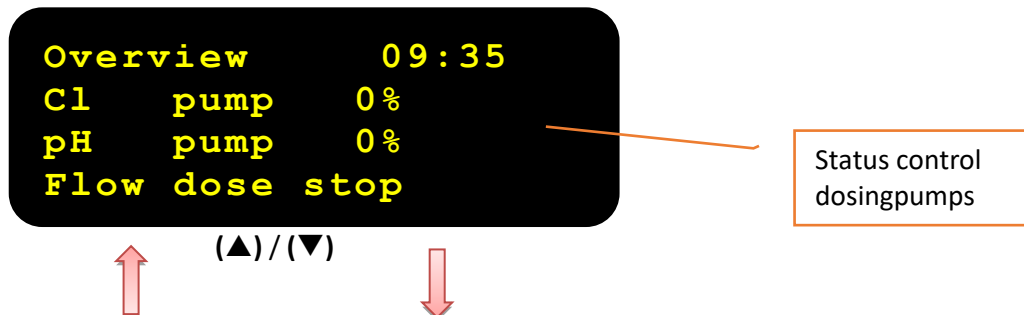 Overview 09:35
Cl pump 0%
pH pump 0%
Flow dose stop
Status control
dosingpumps
(▲)/(▼)